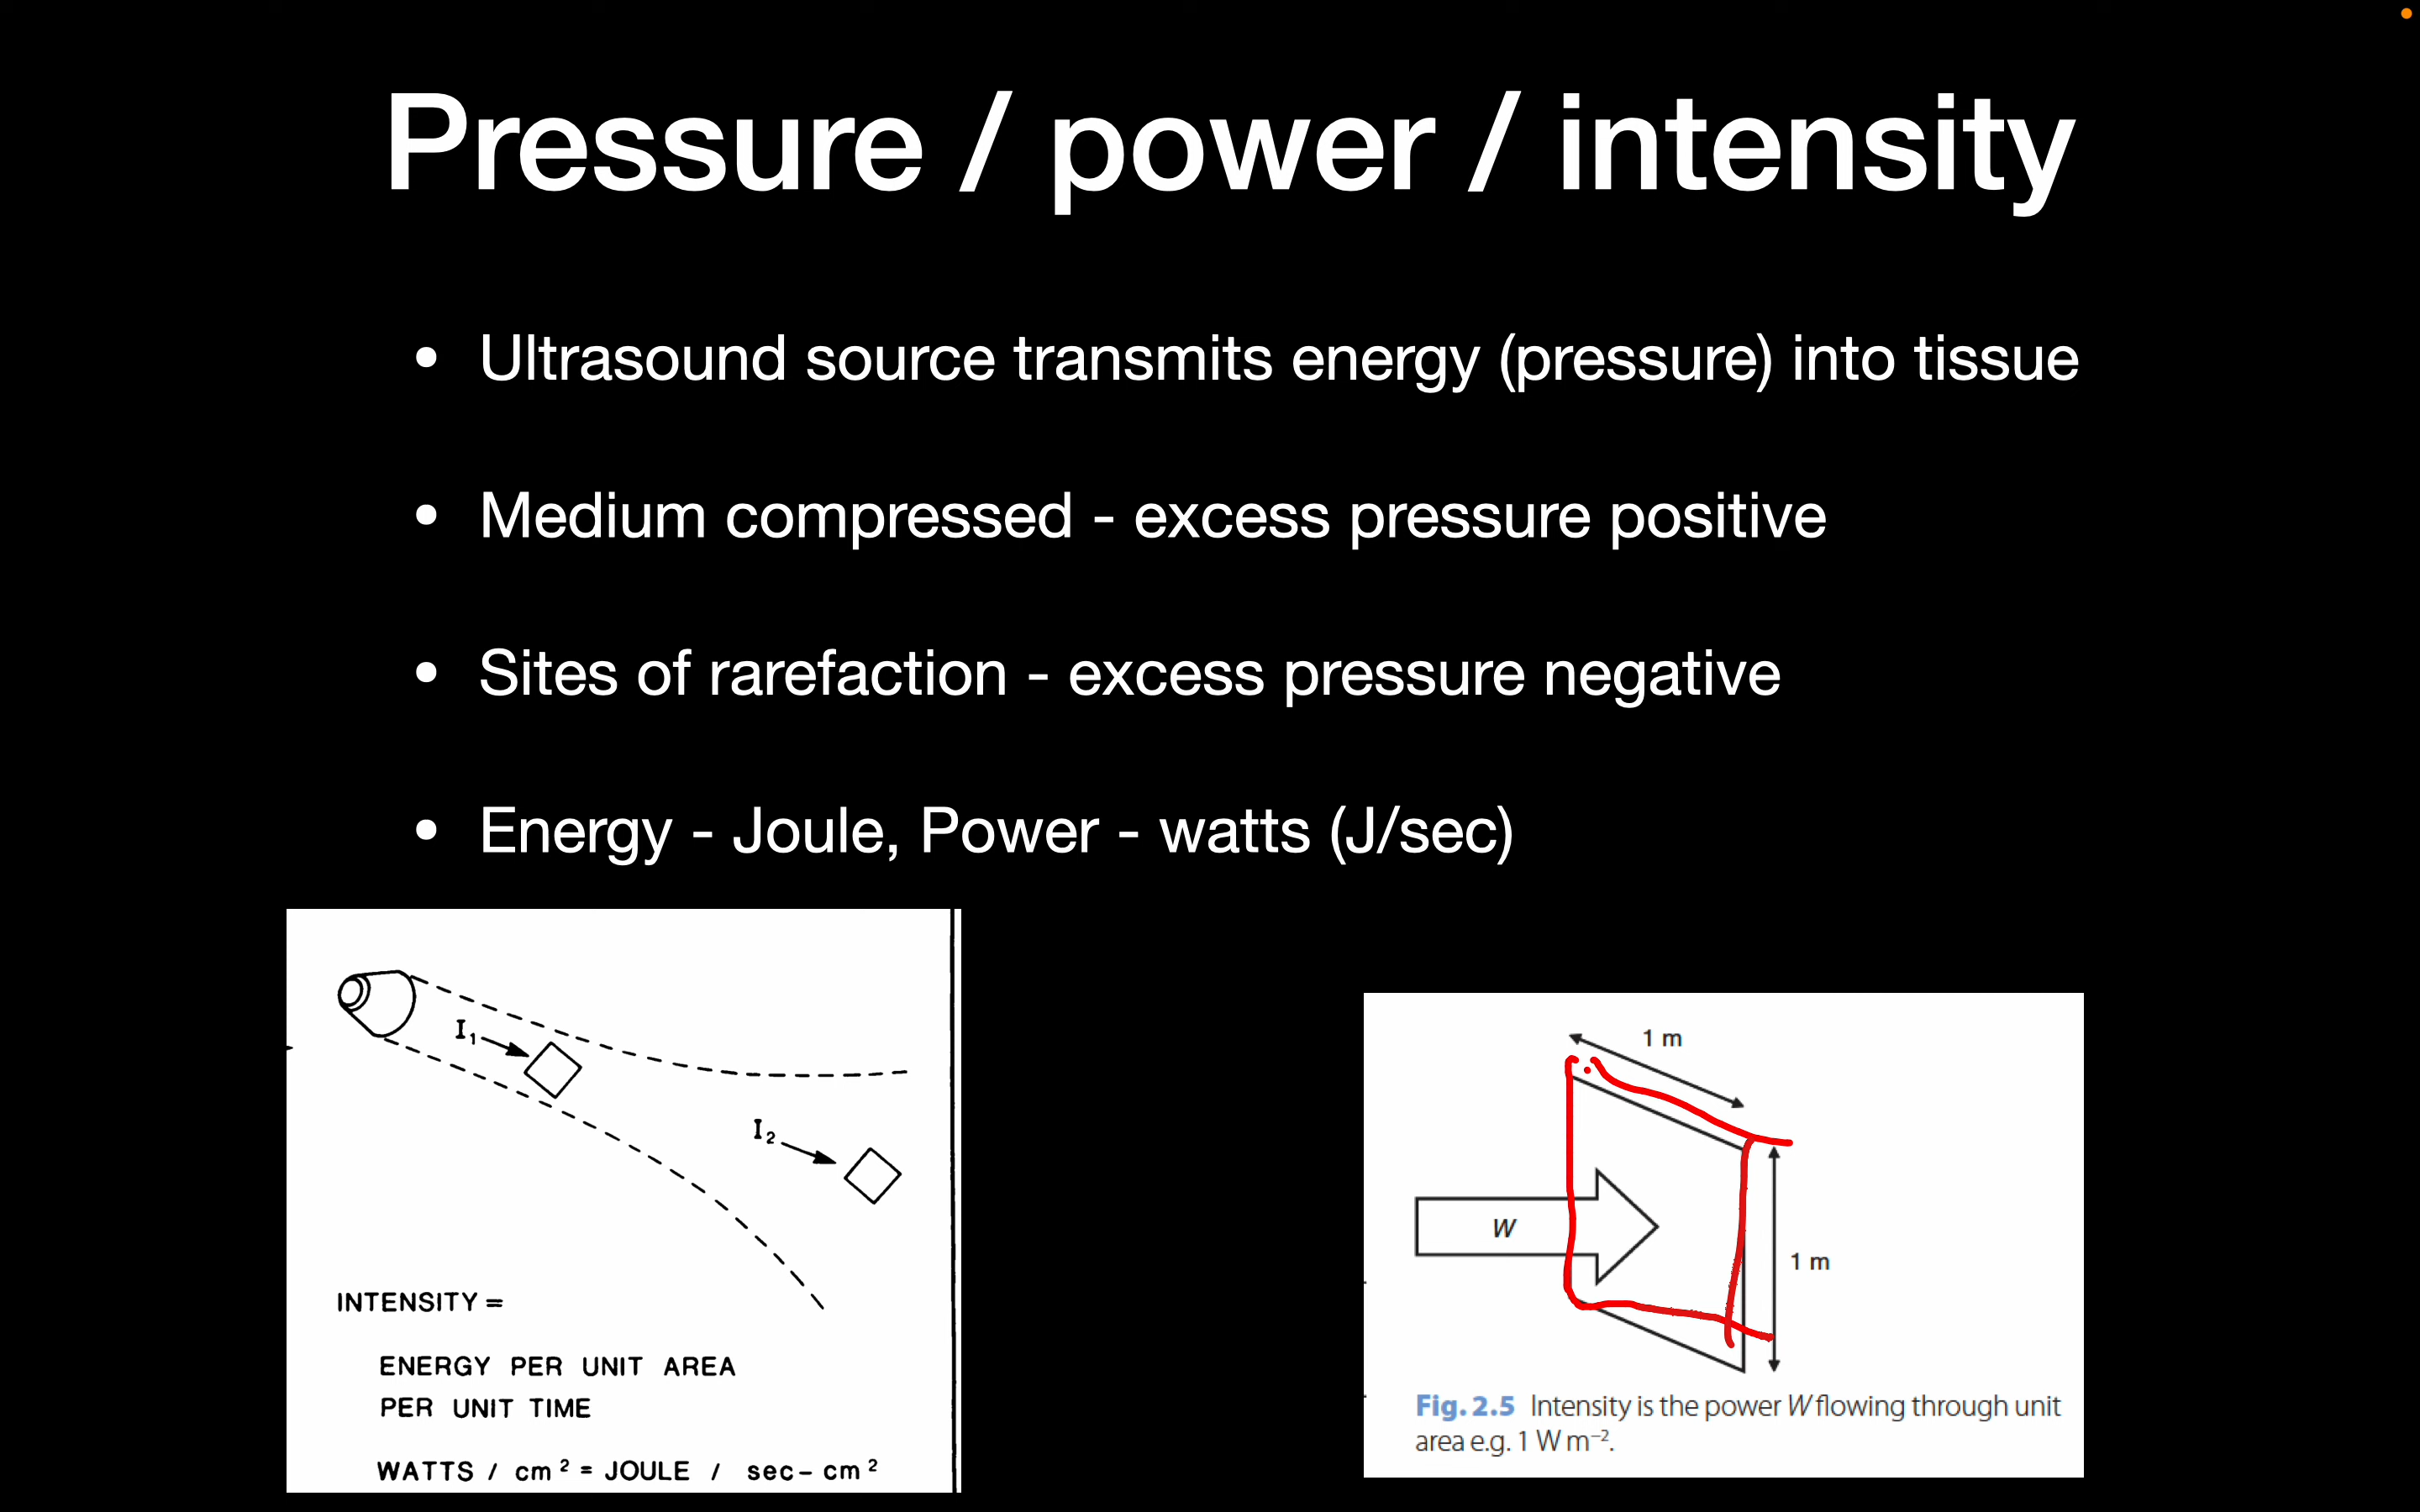 Pressure / power / intensity
• Ultrasound source transmits energy (pressure) into tissue
• Medium compressed - excess pressure positive
• Sites of rarefaction - excess pressure negative
• Energy - Joule, Power - watts (J/sec)
I₁
I₂
INTENSITY =
ENERGY PER UNIT AREA
PER UNIT TIME
WATTS / cm² = JOULE / sec-cm²
1 m
W
1 m
Fig. 2.5 Intensity is the power W flowing through unit
area e.g. 1 W m⁻².